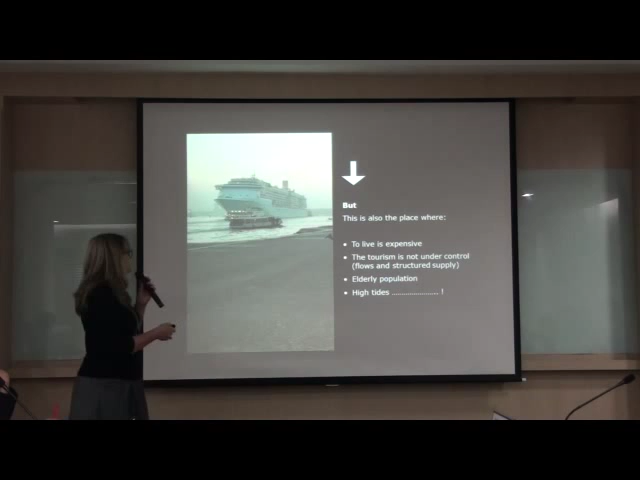 But
This is also the place where:
• To live is expensive
• The tourism is not under control
(flows and structured supply)
• Elderly population
• High tides ........................ !